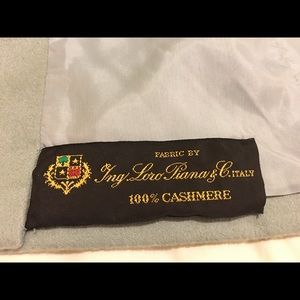 FABRIC BY
Ing. Loro Piana & C. ITALY
100% CASHMERE